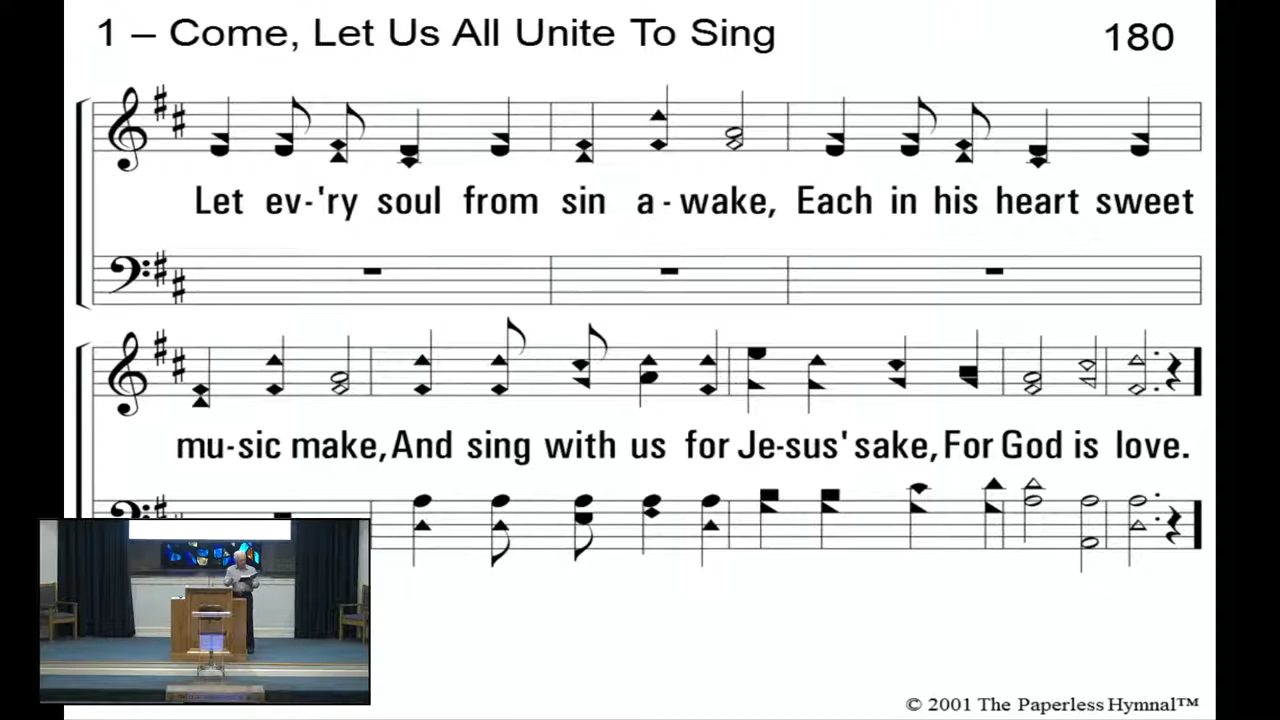 1 – Come, Let Us All Unite To Sing 180
Let ev-'ry soul from sin a-wake, Each in his heart sweet
mu-sic make, And sing with us for Je-sus' sake, For God is love.
© 2001 The Paperless Hymnal™